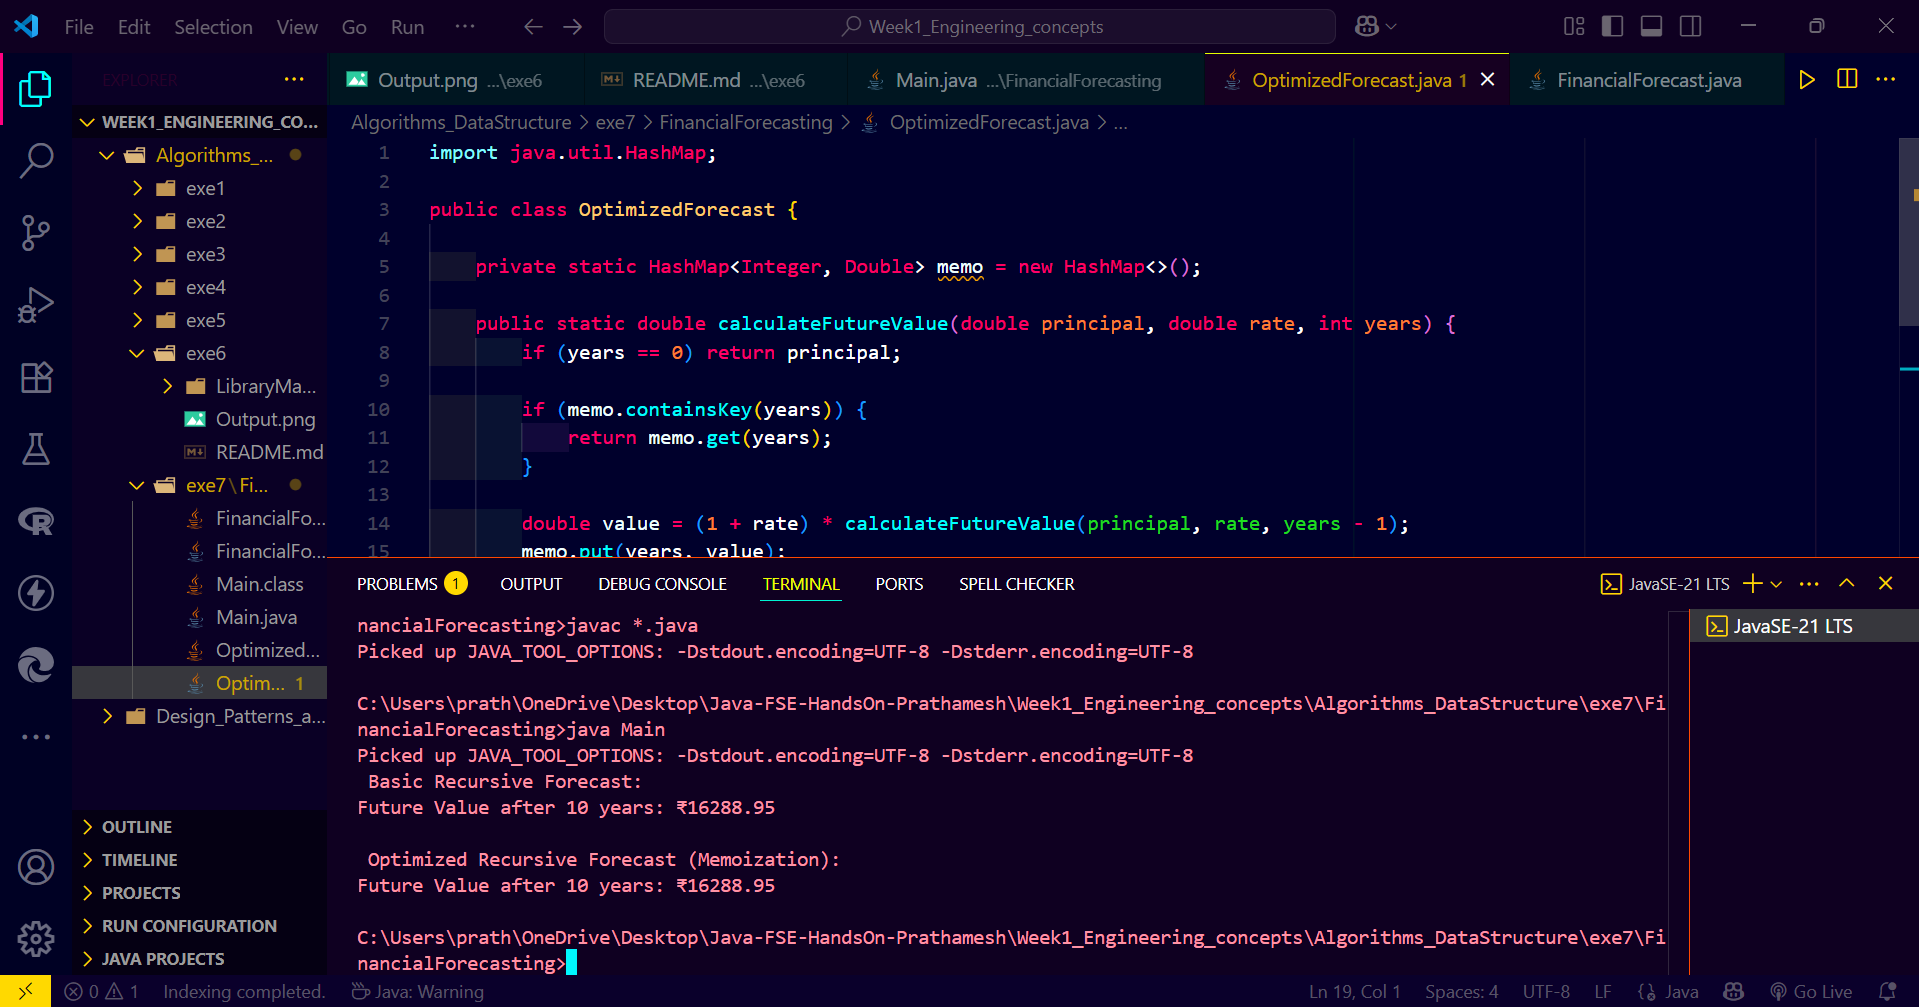 File Edit Selection View Go Run ··· Week1_Engineering_concepts
EXPLORER ···
Output.png ...\exe6 README.md ...\exe6 Main.java ...\FinancialForecasting OptimizedForecast.java 1 FinancialForecast.java
WEEK1_ENGINEERING_CO...
Algorithms_...
exe1
exe2
exe3
exe4
exe5
exe6
LibraryMa...
Output.png
README.md
exe7\Fi...
FinancialFo...
FinancialFo...
Main.class
Main.java
Optimized...
Optim... 1
Design_Patterns_a...
OUTLINE
TIMELINE
PROJECTS
RUN CONFIGURATION
JAVA PROJECTS
Algorithms_DataStructure > exe7 > FinancialForecasting > OptimizedForecast.java > ...
1 import java.util.HashMap;
2
3 public class OptimizedForecast {
4
5 private static HashMap<Integer, Double> memo = new HashMap<>();
6
7 public static double calculateFutureValue(double principal, double rate, int years) {
8 if (years == 0) return principal;
9
10 if (memo.containsKey(years)) {
11 return memo.get(years);
12 }
13
14 double value = (1 + rate) * calculateFutureValue(principal, rate, years - 1);
15 memo.put(years, value);
PROBLEMS 1 OUTPUT DEBUG CONSOLE TERMINAL PORTS SPELL CHECKER JavaSE-21 LTS
JavaSE-21 LTS
nancialForecasting>javac *.java
Picked up JAVA_TOOL_OPTIONS: -Dstdout.encoding=UTF-8 -Dstderr.encoding=UTF-8
C:\Users\prath\OneDrive\Desktop\Java-FSE-HandsOn-Prathamesh\Week1_Engineering_concepts\Algorithms_DataStructure\exe7\Fi
nancialForecasting>java Main
Picked up JAVA_TOOL_OPTIONS: -Dstdout.encoding=UTF-8 -Dstderr.encoding=UTF-8
Basic Recursive Forecast:
Future Value after 10 years: ₹16288.95
Optimized Recursive Forecast (Memoization):
Future Value after 10 years: ₹16288.95
C:\Users\prath\OneDrive\Desktop\Java-FSE-HandsOn-Prathamesh\Week1_Engineering_concepts\Algorithms_DataStructure\exe7\Fi
nancialForecasting>
0 1 Indexing completed. Java: Warning Ln 19, Col 1 Spaces: 4 UTF-8 LF Java Go Live